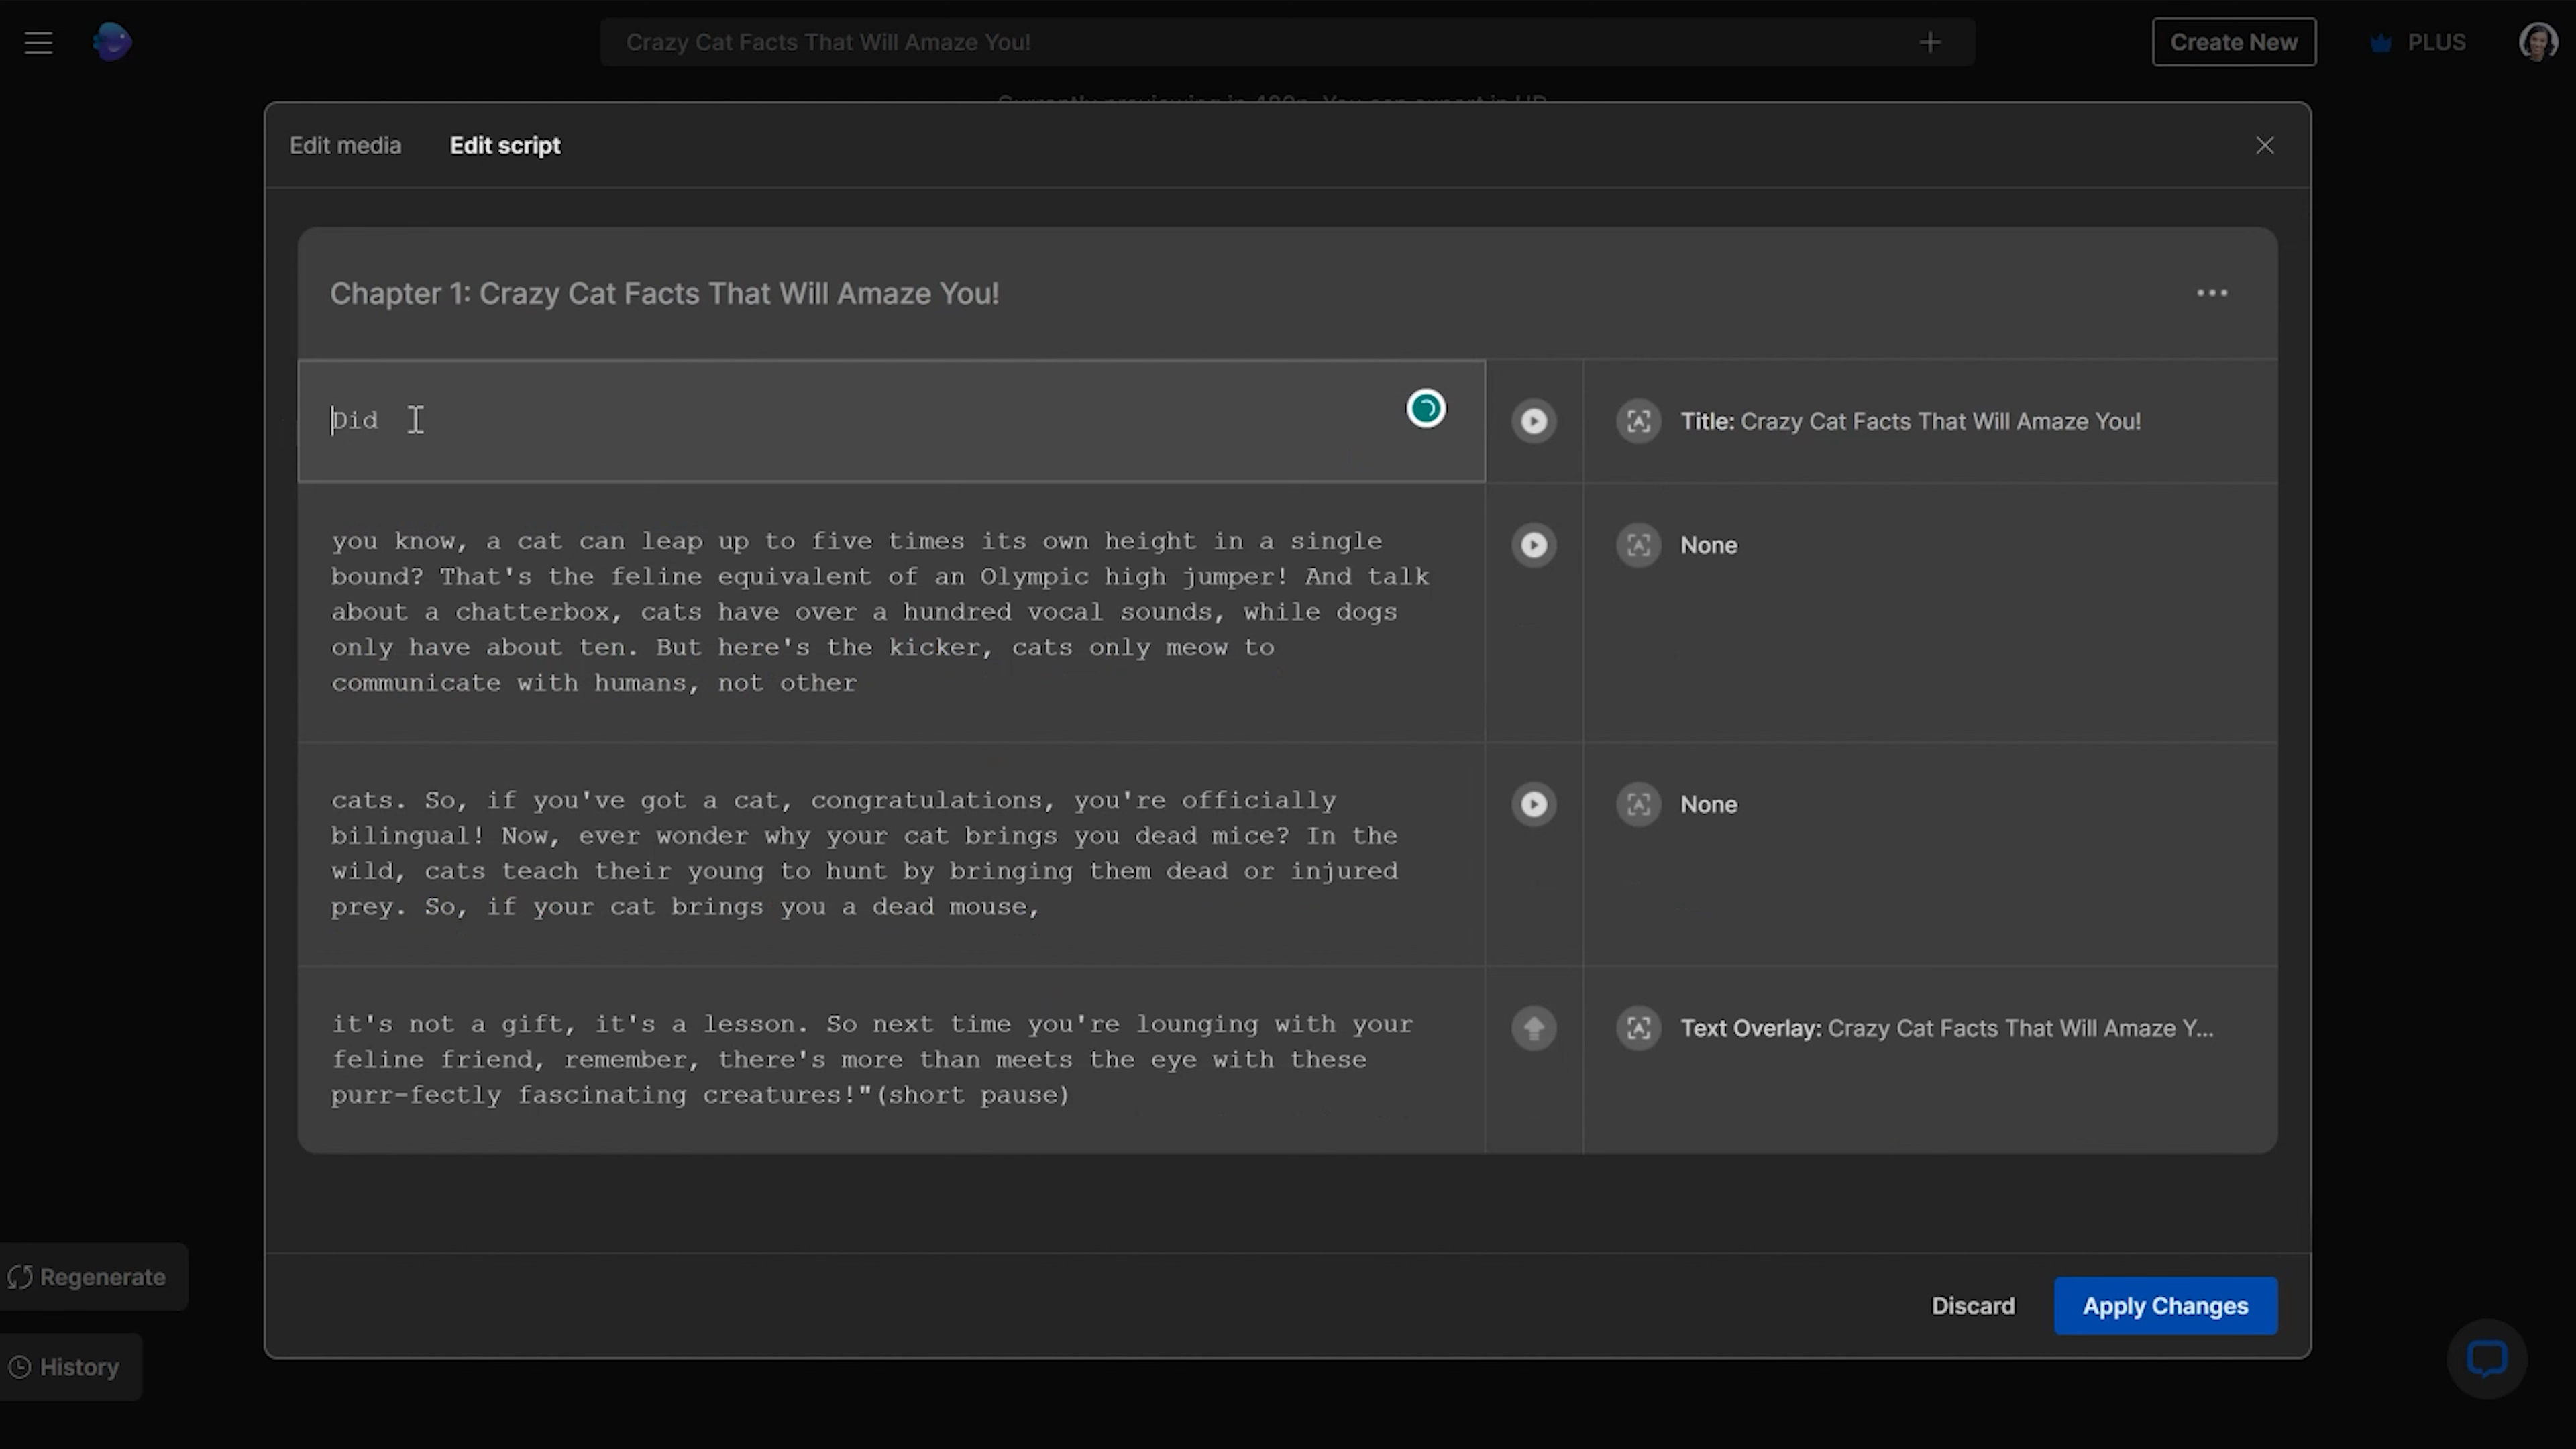 Crazy Cat Facts That Will Amaze You!
Create New
PLUS
Edit media
Edit script
Chapter 1: Crazy Cat Facts That Will Amaze You!
Did
Title: Crazy Cat Facts That Will Amaze You!
you know, a cat can leap up to five times its own height in a single
bound? That's the feline equivalent of an Olympic high jumper! And talk
about a chatterbox, cats have over a hundred vocal sounds, while dogs
only have about ten. But here's the kicker, cats only meow to
communicate with humans, not other
None
cats. So, if you've got a cat, congratulations, you're officially
bilingual! Now, ever wonder why your cat brings you dead mice? In the
wild, cats teach their young to hunt by bringing them dead or injured
prey. So, if your cat brings you a dead mouse,
None
it's not a gift, it's a lesson. So next time you're lounging with your
feline friend, remember, there's more than meets the eye with these
purr-fectly fascinating creatures!"(short pause)
Text Overlay: Crazy Cat Facts That Will Amaze Y...
Regenerate
History
Discard
Apply Changes